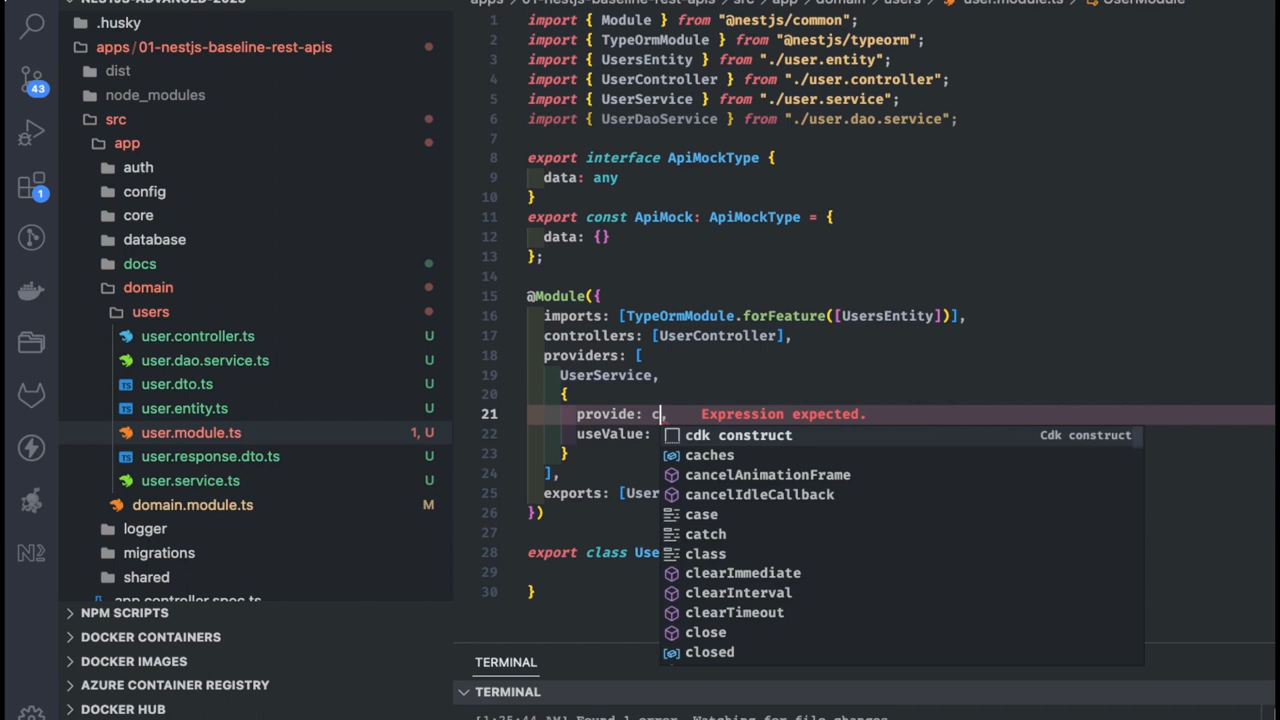 .husky
apps/01-nestjs-baseline-rest-apis
dist
node_modules
src
app
auth
config
core
database
docs
domain
users
user.controller.ts U
user.dao.service.ts U
user.dto.ts U
user.entity.ts U
user.module.ts 1, U
user.response.dto.ts U
user.service.ts U
domain.module.ts M
logger
migrations
shared
app.controller.spec.ts
NPM SCRIPTS
DOCKER CONTAINERS
DOCKER IMAGES
AZURE CONTAINER REGISTRY
DOCKER HUB
43
1
1 import { Module } from "@nestjs/common";
2 import { TypeOrmModule } from "@nestjs/typeorm";
3 import { UsersEntity } from "./user.entity";
4 import { UserController } from "./user.controller";
5 import { UserService } from "./user.service";
6 import { UserDaoService } from "./user.dao.service";
7
8 export interface ApiMockType {
9 data: any
10 }
11 export const ApiMock: ApiMockType = {
12 data: {}
13 };
14
15 @Module({
16 imports: [TypeOrmModule.forFeature([UsersEntity])],
17 controllers: [UserController],
18 providers: [
19 UserService,
20 {
21 provide: c, Expression expected.
22 useValue:
23 }
24 ],
25 exports: [User
26 })
27
28 export class Use
29
30 }
cdk construct Cdk construct
caches
cancelAnimationFrame
cancelIdleCallback
case
catch
class
clearImmediate
clearInterval
clearTimeout
close
closed
TERMINAL
TERMINAL